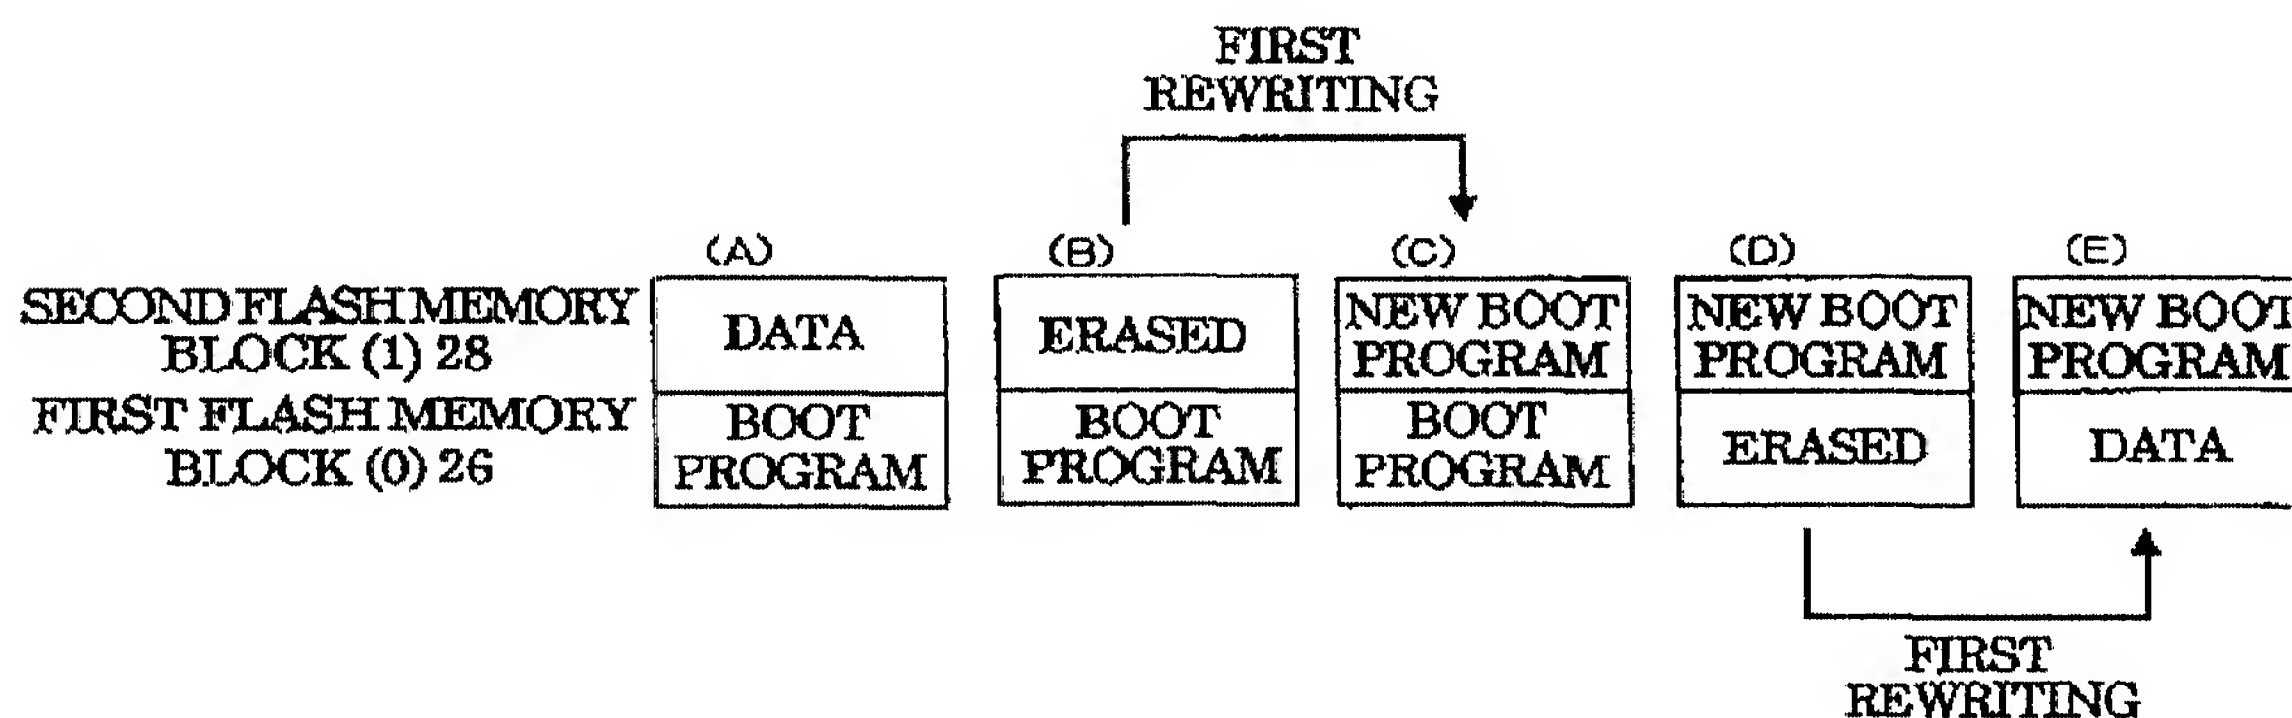 FIRST
REWRITING
(A)
(B)
(C)
(D)
(E)
SECOND FLASH MEMORY
BLOCK (1) 28
FIRST FLASH MEMORY
BLOCK (0) 26
DATA
BOOT
PROGRAM
ERASED
BOOT
PROGRAM
NEW BOOT
PROGRAM
BOOT
PROGRAM
NEW BOOT
PROGRAM
ERASED
NEW BOOT
PROGRAM
DATA
FIRST
REWRITING